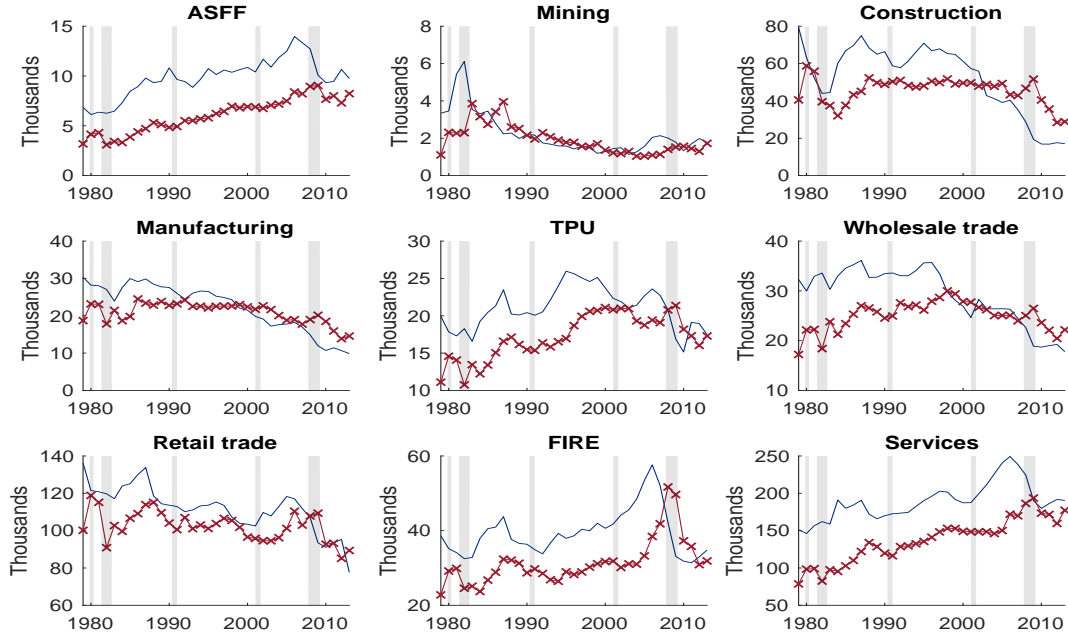 ASFF
Mining
Construction
Thousands
15
10
5
0
1980 1990 2000 2010
Thousands
8
6
4
2
0
1980 1990 2000 2010
Thousands
80
60
40
20
0
1980 1990 2000 2010
Manufacturing
TPU
Wholesale trade
Thousands
40
30
20
10
0
1980 1990 2000 2010
Thousands
30
25
20
15
10
1980 1990 2000 2010
Thousands
40
30
20
10
1980 1990 2000 2010
Retail trade
FIRE
Services
Thousands
140
120
100
80
60
1980 1990 2000 2010
Thousands
60
40
20
1980 1990 2000 2010
Thousands
250
200
150
100
50
1980 1990 2000 2010